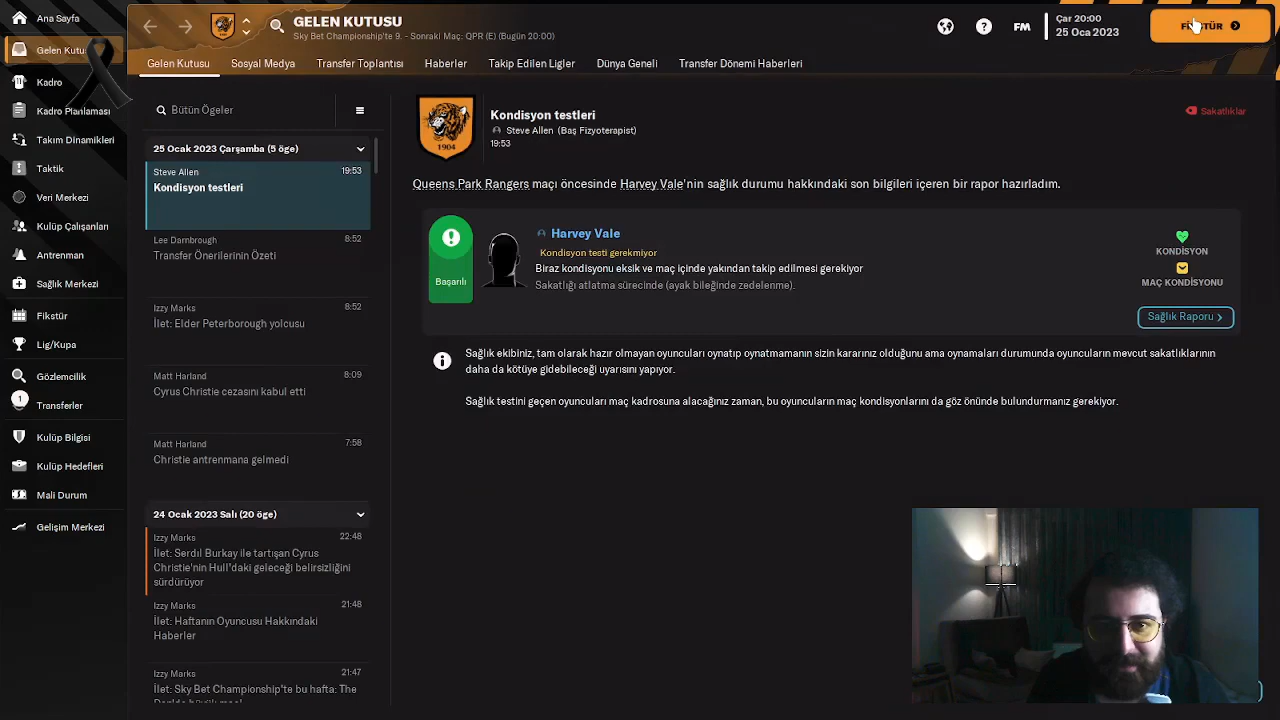 Ana Sayfa
Gelen Kutusu
Kadro
Kadro Planlaması
Takım Dinamikleri
Taktik
Veri Merkezi
Kulüp Çalışanları
Antrenman
Sağlık Merkezi
Fikstür
Lig/Kupa
Gözlemcilik
1
Transferler
Kulüp Bilgisi
Kulüp Hedefleri
Mali Durum
Gelişim Merkezi
GELEN KUTUSU
Sky Bet Championship'te 9. - Sonraki Maç: QPR (E) (Bugün 20:00)
FM
Çar 20:00
25 Oca 2023
FİKSTÜR
Gelen Kutusu
Sosyal Medya
Transfer Toplantısı
Haberler
Takip Edilen Ligler
Dünya Geneli
Transfer Dönemi Haberleri
Bütün Ögeler
25 Ocak 2023 Çarşamba (5 öge)
Steve Allen 19:53
Kondisyon testleri
Lee Darnbrough 8:52
Transfer Önerilerinin Özeti
Izzy Marks 8:52
İlet: Elder Peterborough yolcusu
Matt Harland 8:09
Cyrus Christie cezasını kabul etti
Matt Harland 7:58
Christie antrenmana gelmedi
24 Ocak 2023 Salı (20 öge)
Izzy Marks 22:48
İlet: Serdıl Burkay ile tartışan Cyrus
Christie'nin Hull'daki geleceği belirsizliğini
sürdürüyor
Izzy Marks 21:48
İlet: Haftanın Oyuncusu Hakkındaki
Haberler
Izzy Marks 21:47
İlet: Sky Bet Championship'te bu hafta: The
1904
Kondisyon testleri
Steve Allen (Baş Fizyoterapist)
19:53
Sakatlıklar
Queens Park Rangers maçı öncesinde Harvey Vale'nin sağlık durumu hakkındaki son bilgileri içeren bir rapor hazırladım.
Başarılı
Harvey Vale
Kondisyon testi gerekmiyor
Biraz kondisyonu eksik ve maç içinde yakından takip edilmesi gerekiyor
Sakatlığı atlatma sürecinde (ayak bileğinde zedelenme).
KONDİSYON
MAÇ KONDİSYONU
Sağlık Raporu
Sağlık ekibiniz, tam olarak hazır olmayan oyuncuları oynatıp oynatmamanın sizin kararınız olduğunu ama oynamaları durumunda oyuncuların mevcut sakatlıklarının
daha da kötüye gidebileceği uyarısını yapıyor.
Sağlık testini geçen oyuncuları maç kadrosuna alacağınız zaman, bu oyuncuların maç kondisyonlarını da göz önünde bulundurmanız gerekiyor.